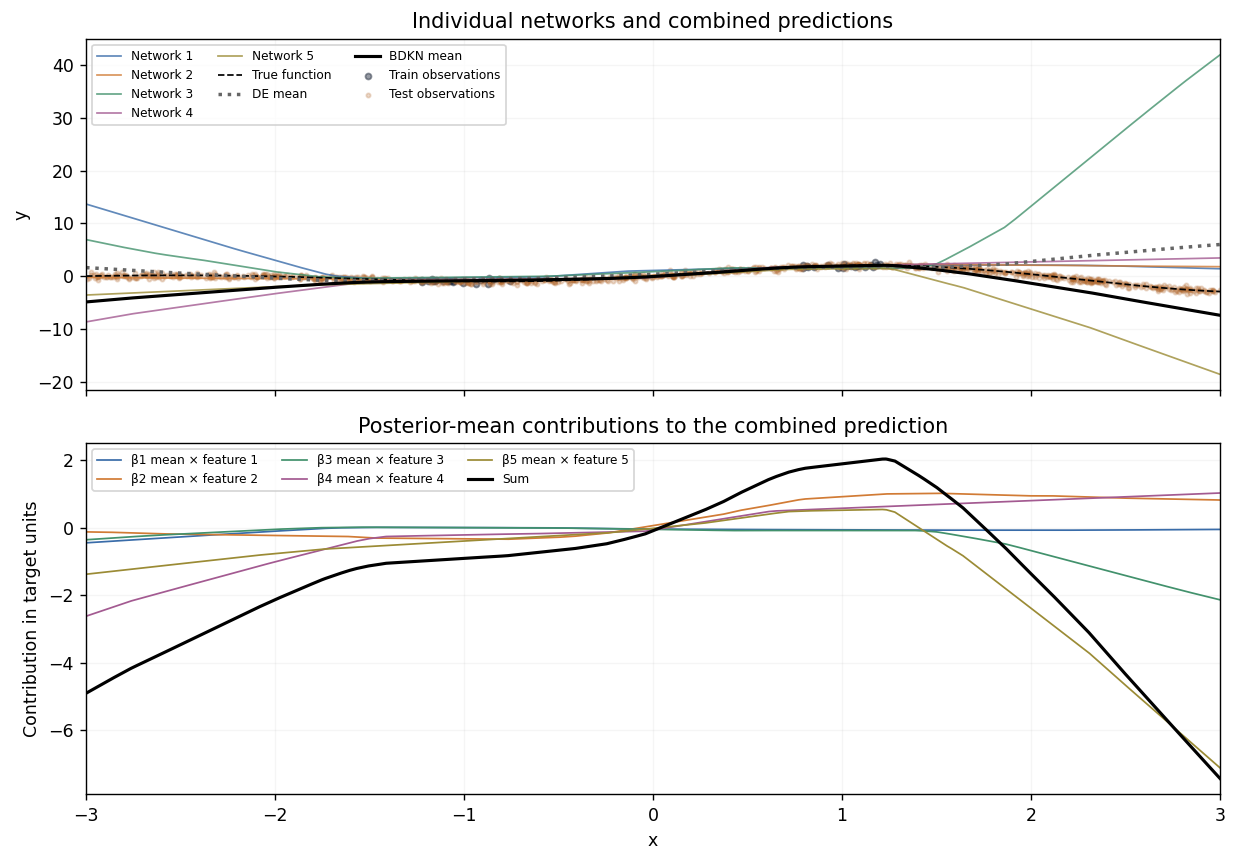 Individual networks and combined predictions
Network 1
Network 2
Network 3
Network 4
Network 5
True function
DE mean
BDKN mean
Train observations
Test observations
y
40
30
20
10
0
−10
−20
Posterior-mean contributions to the combined prediction
β1 mean × feature 1
β2 mean × feature 2
β3 mean × feature 3
β4 mean × feature 4
β5 mean × feature 5
Sum
Contribution in target units
2
0
−2
−4
−6
−3
−2
−1
0
1
2
3
x